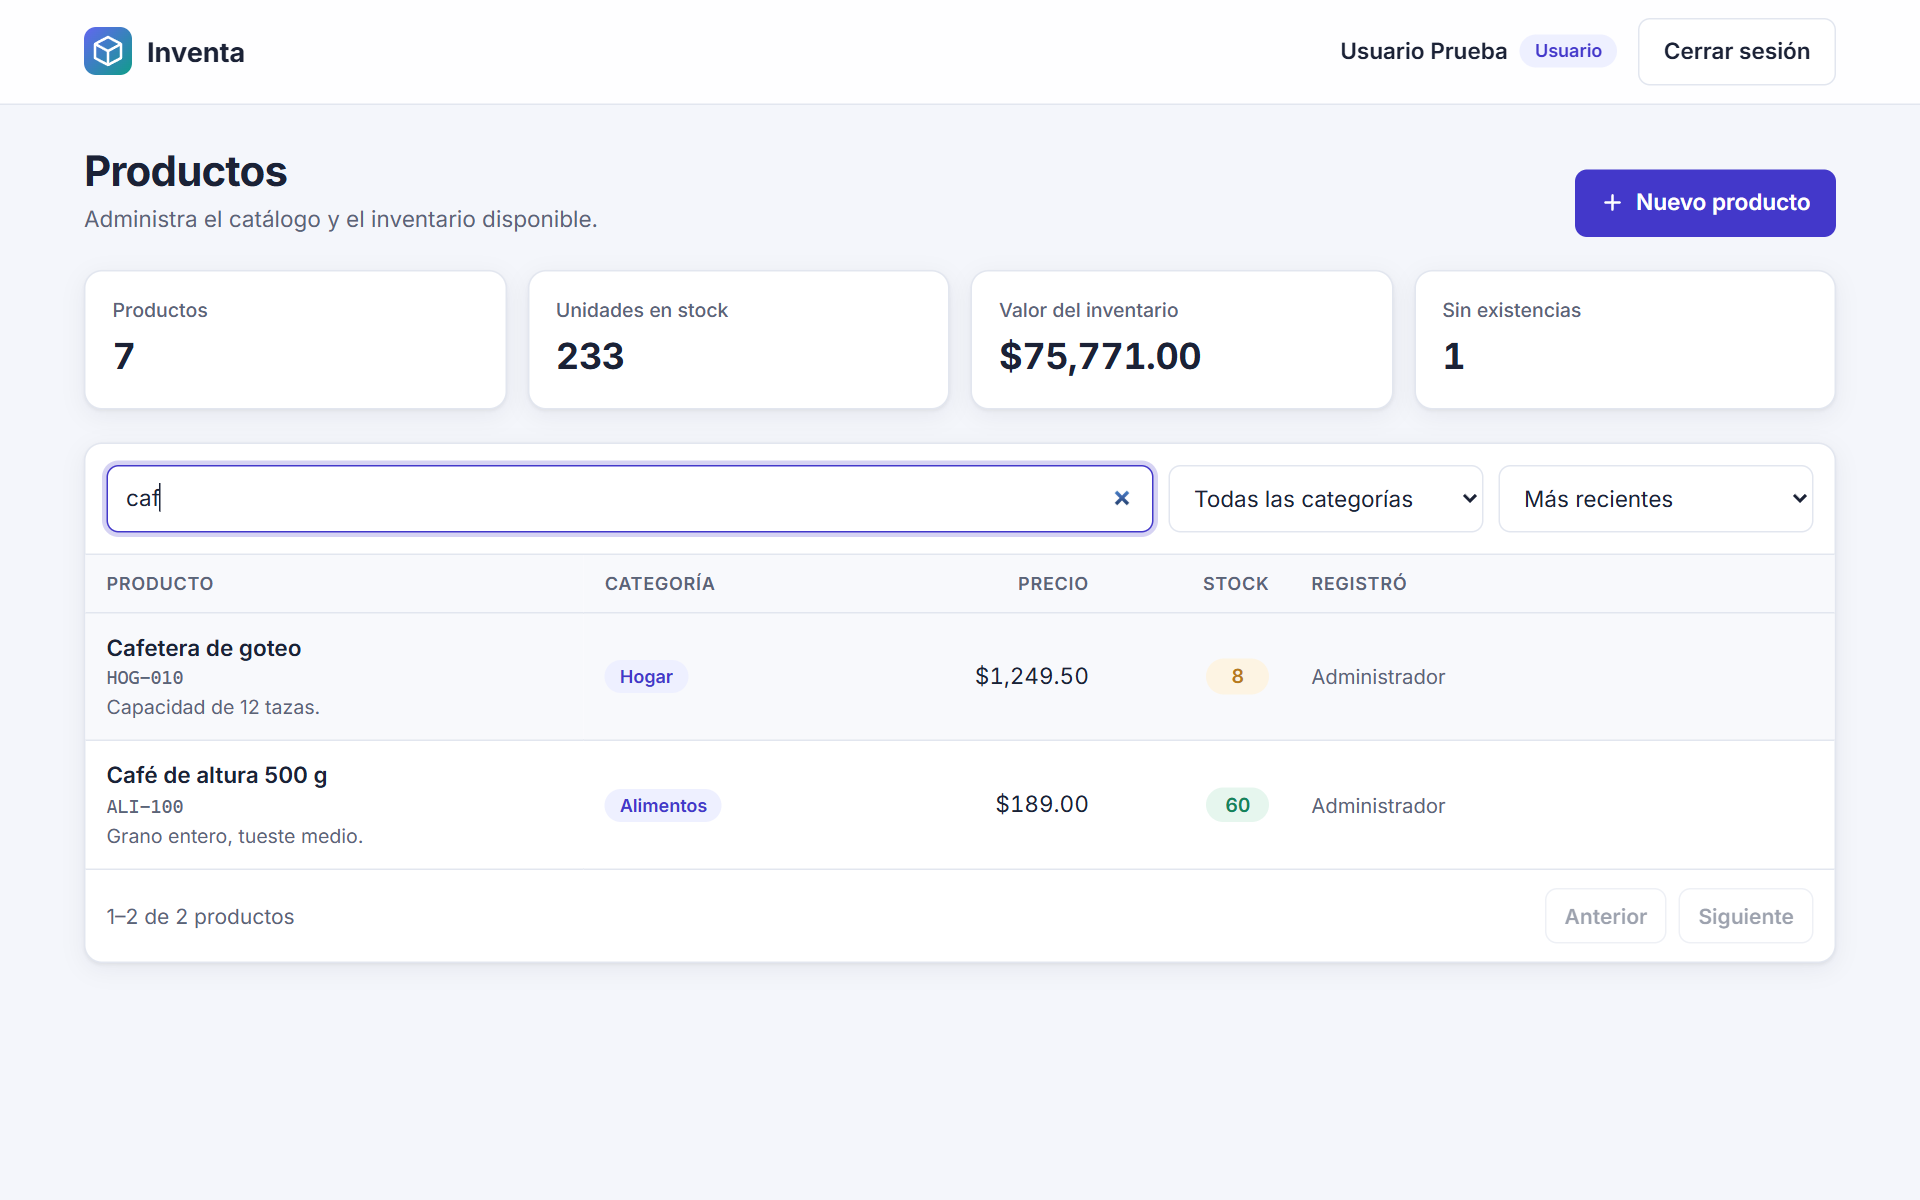 Inventa
Usuario Prueba
Usuario
Cerrar sesión
Productos
Administra el catálogo y el inventario disponible.
+ Nuevo producto
Productos
7
Unidades en stock
233
Valor del inventario
$75,771.00
Sin existencias
1
caf
Todas las categorías
Más recientes
PRODUCTO CATEGORÍA PRECIO STOCK REGISTRÓ
Cafetera de goteo
HOG-010
Capacidad de 12 tazas.
Hogar
$1,249.50
8
Administrador
Café de altura 500 g
ALI-100
Grano entero, tueste medio.
Alimentos
$189.00
60
Administrador
1–2 de 2 productos
Anterior
Siguiente